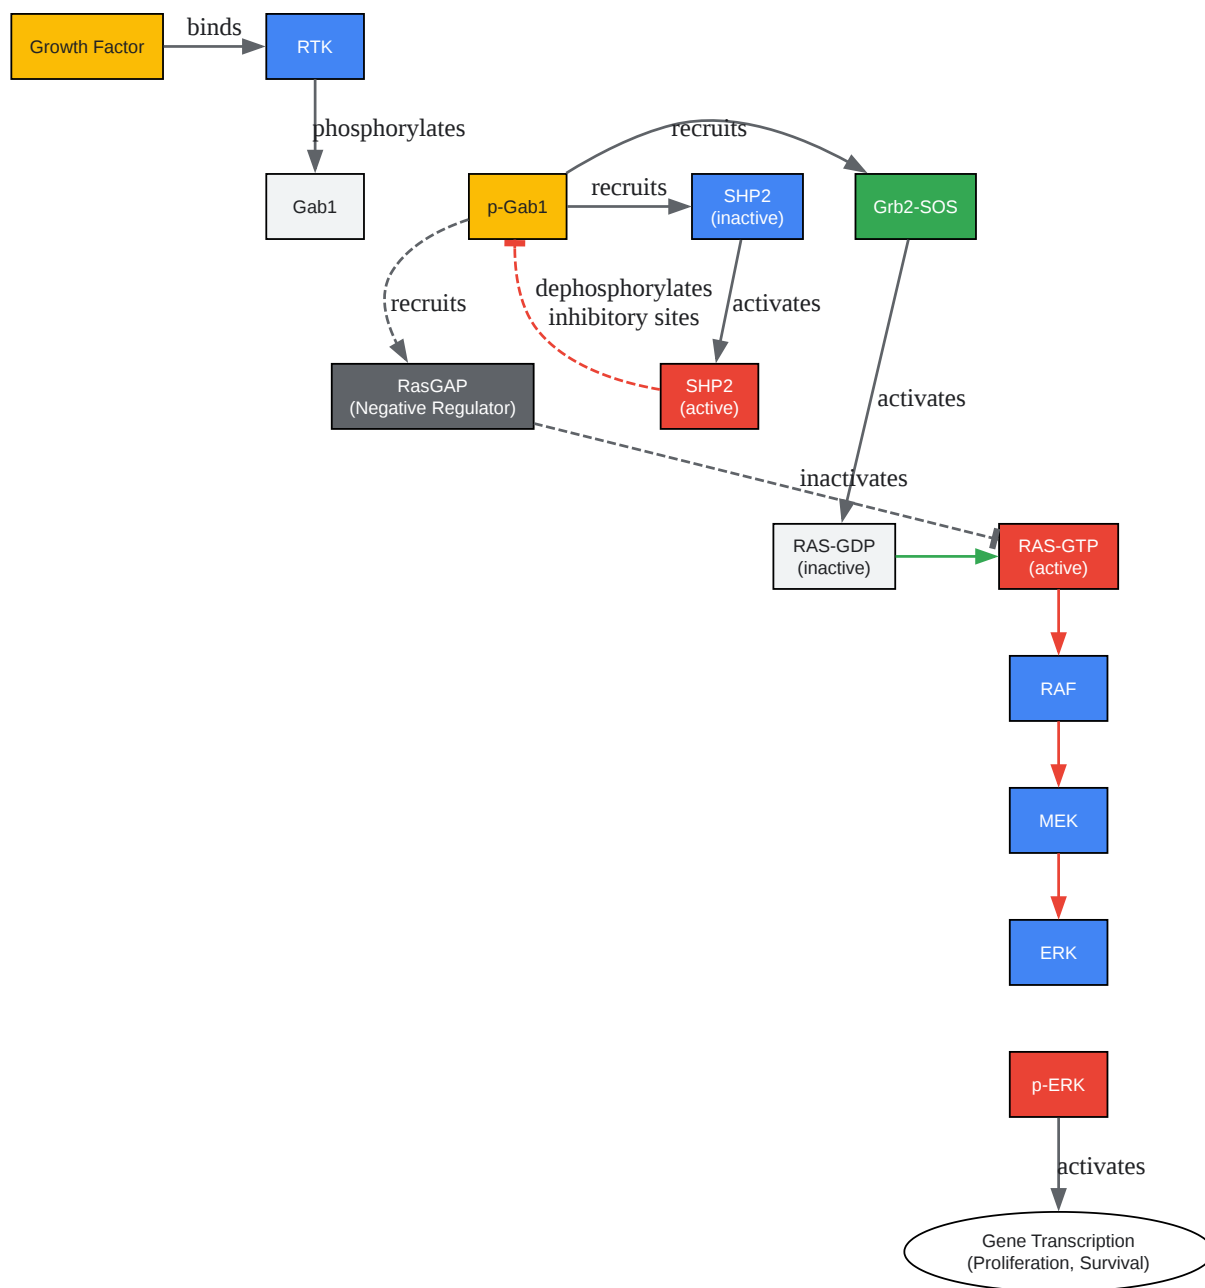 Growth Factor
binds
RTK
phosphorylates
recruits
Gab1
p-Gab1
recruits
SHP2
(inactive)
Grb2-SOS
recruits
dephosphorylates
inhibitory sites
activates
RasGAP
(Negative Regulator)
SHP2
(active)
activates
inactivates
RAS-GDP
(inactive)
RAS-GTP
(active)
RAF
MEK
ERK
p-ERK
activates
Gene Transcription
(Proliferation, Survival)